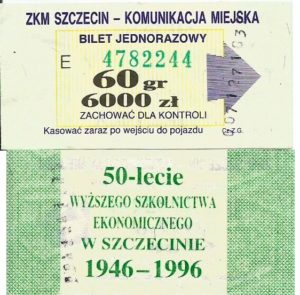 ZKM SZCZECIN – KOMUNIKACJA MIEJSKA
BILET JEDNORAZOWY
E 4782244
60 gr
6000 zł
ZACHOWAĆ DLA KONTROLI
Kasować zaraz po wejściu do pojazdu
50-lecie
WYŻSZEGO SZKOLNICTWA
EKONOMICZNEGO
W SZCZECINIE
1946–1996